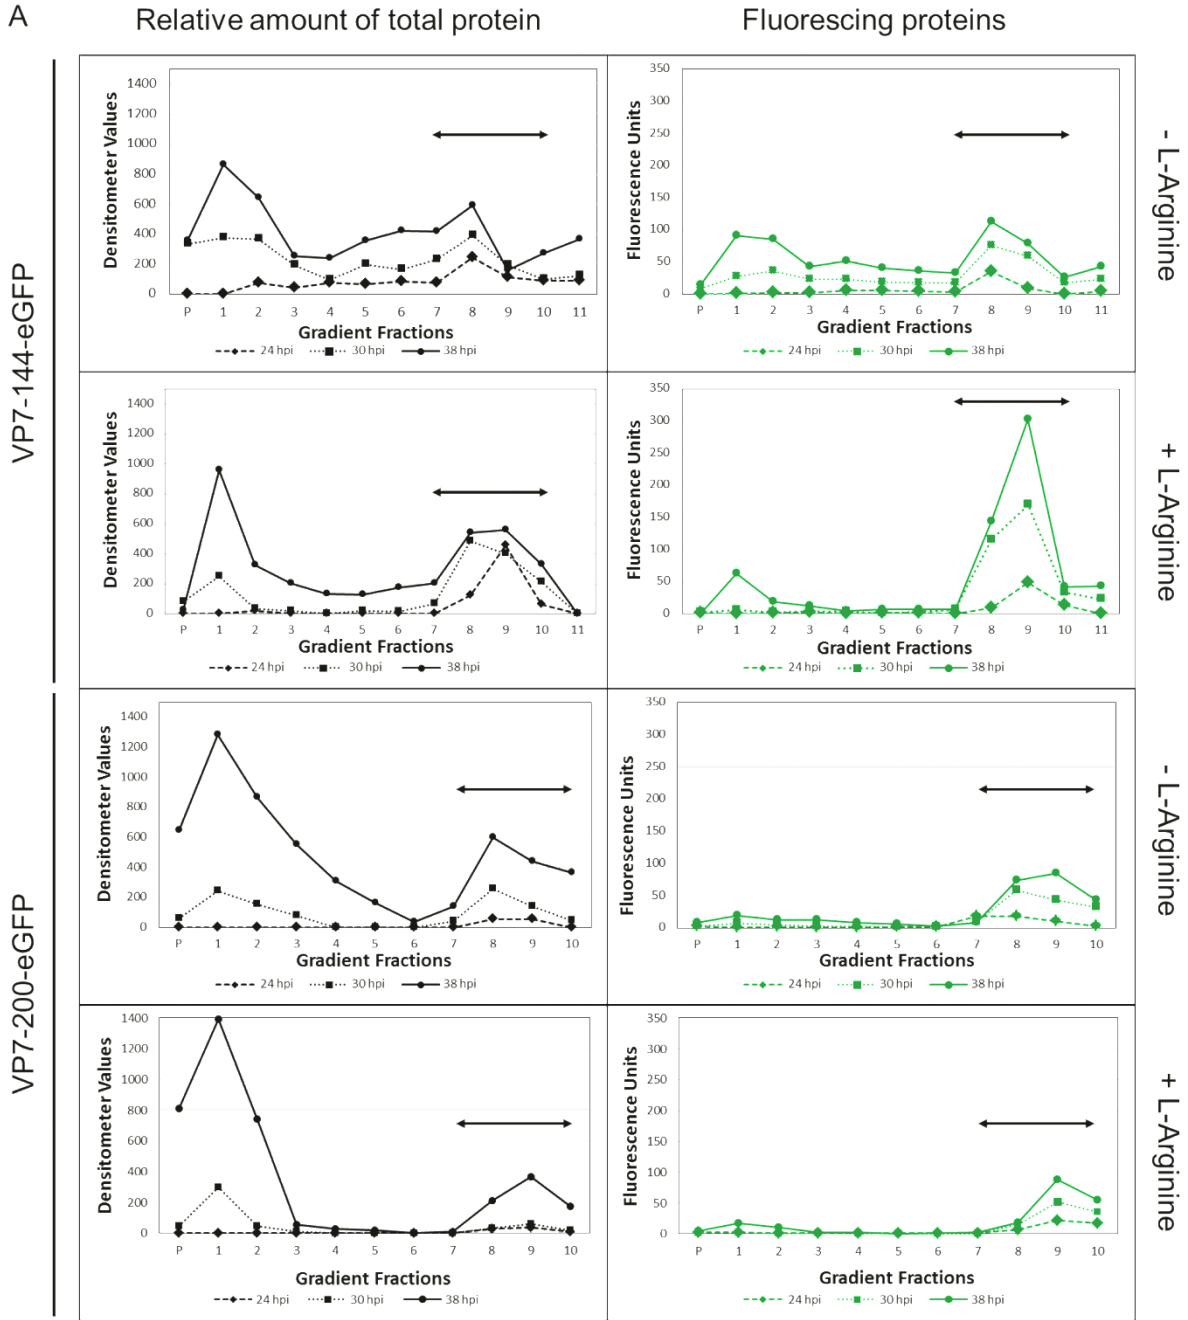 A
Relative amount of total protein
Fluorescing proteins
VP7-144-eGFP
- L-Arginine
Densitometer Values
1400
1200
1000
800
600
400
200
0
P 1 2 3 4 5 6 7 8 9 10 11
Gradient Fractions
24 hpi 30 hpi 38 hpi
Fluorescence Units
350
300
250
200
150
100
50
0
P 1 2 3 4 5 6 7 8 9 10 11
Gradient Fractions
24 hpi 30 hpi 38 hpi
+ L-Arginine
Densitometer Values
1400
1200
1000
800
600
400
200
0
P 1 2 3 4 5 6 7 8 9 10 11
Gradient Fractions
24 hpi 30 hpi 38 hpi
Fluorescence Units
350
300
250
200
150
100
50
0
P 1 2 3 4 5 6 7 8 9 10 11
Gradient Fractions
24 hpi 30 hpi 38 hpi
VP7-200-eGFP
- L-Arginine
Densitometer Values
1400
1200
1000
800
600
400
200
0
P 1 2 3 4 5 6 7 8 9 10
Gradient Fractions
24 hpi 30 hpi 38 hpi
Fluorescence Units
350
300
250
200
150
100
50
0
P 1 2 3 4 5 6 7 8 9 10
Gradient Fractions
24 hpi 30 hpi 38 hpi
+ L-Arginine
Densitometer Values
1400
1200
1000
800
600
400
200
0
P 1 2 3 4 5 6 7 8 9 10
Gradient Fractions
24 hpi 30 hpi 38 hpi
Fluorescence Units
350
300
250
200
150
100
50
0
P 1 2 3 4 5 6 7 8 9 10
Gradient Fractions
24 hpi 30 hpi 38 hpi